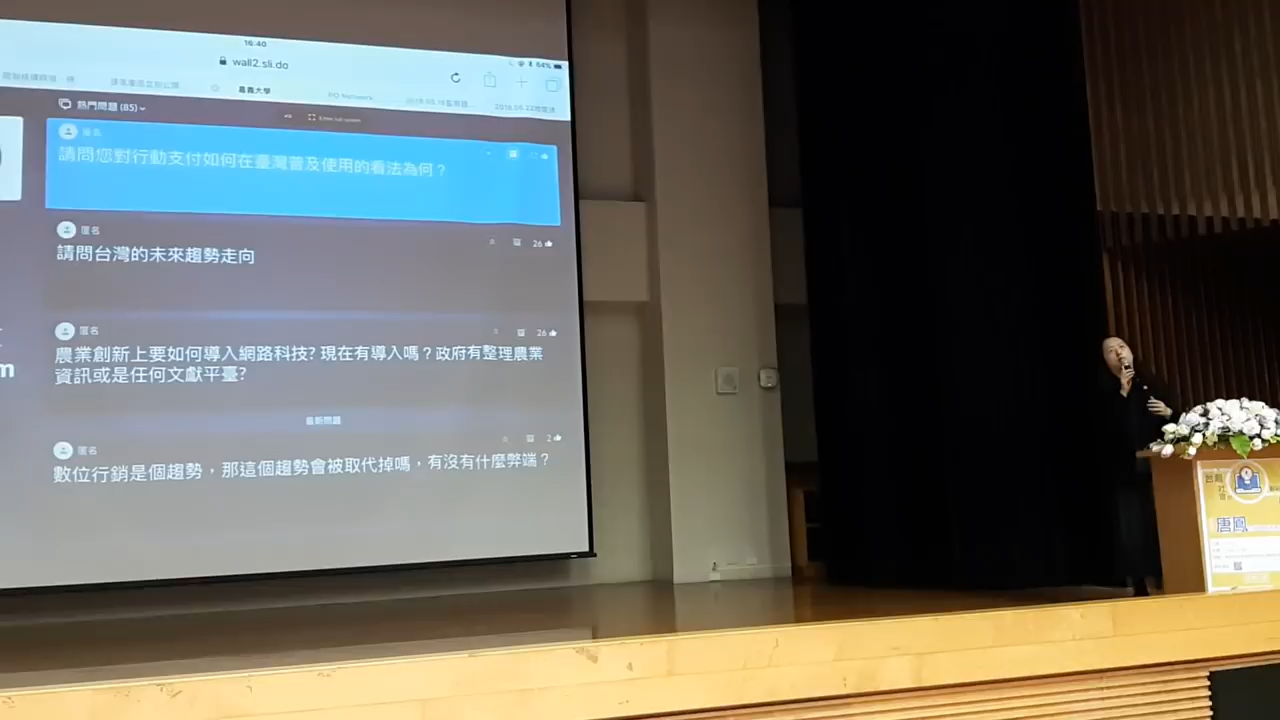 16:40
wall2.sli.do
64%
嘉義大學
PO Network
熱門問題 (85)
匿名
請問您對行動支付如何在臺灣普及使用的看法為何？
匿名
26
請問台灣的未來趨勢走向
匿名
26
農業創新上要如何導入網路科技? 現在有導入嗎？政府有整理農業
資訊或是任何文獻平臺?
最新問題
匿名
2
數位行銷是個趨勢，那這個趨勢會被取代掉嗎，有沒有什麼弊端？
m
唐鳳